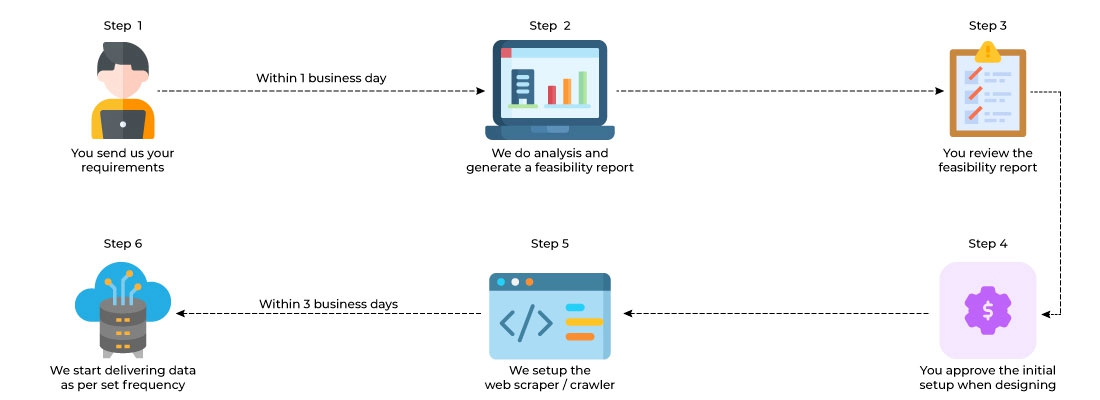 Step 1
Step 2
Step 3
Within 1 business day
You send us your
requirements
We do analysis and
generate a feasibility report
You review the
feasibility report
Step 6
Step 5
Step 4
$
Within 3 business days
</>
We start delivering data
as per set frequency
We setup the
web scraper / crawler
You approve the initial
setup when designing